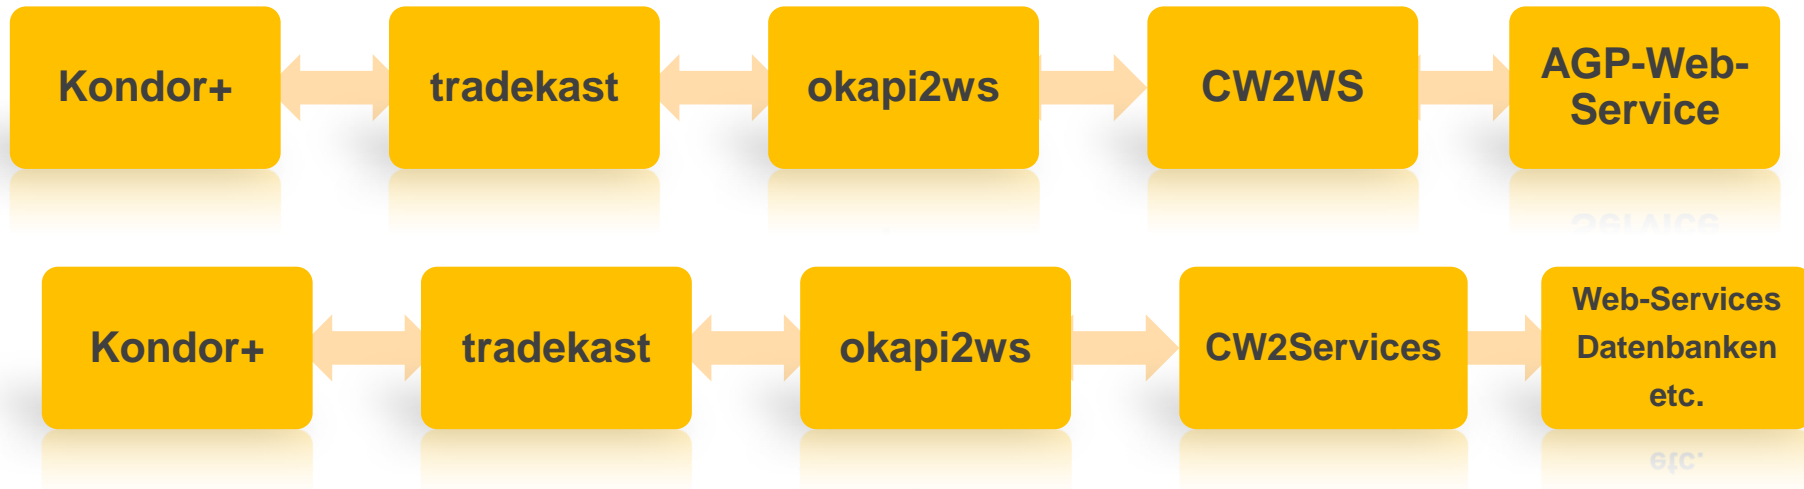 Kondor+
tradekast
okapi2ws
CW2WS
AGP-Web-
Service
Kondor+
tradekast
okapi2ws
CW2Services
Web-Services
Datenbanken
etc.